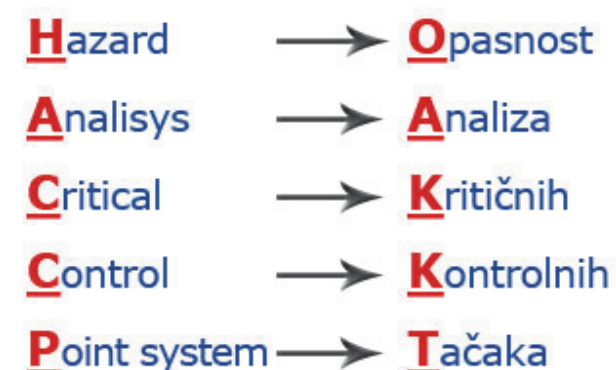 Hazard Opasnost
Analisys Analiza
Critical Kritičnih
Control Kontrolnih
Point system Tačaka